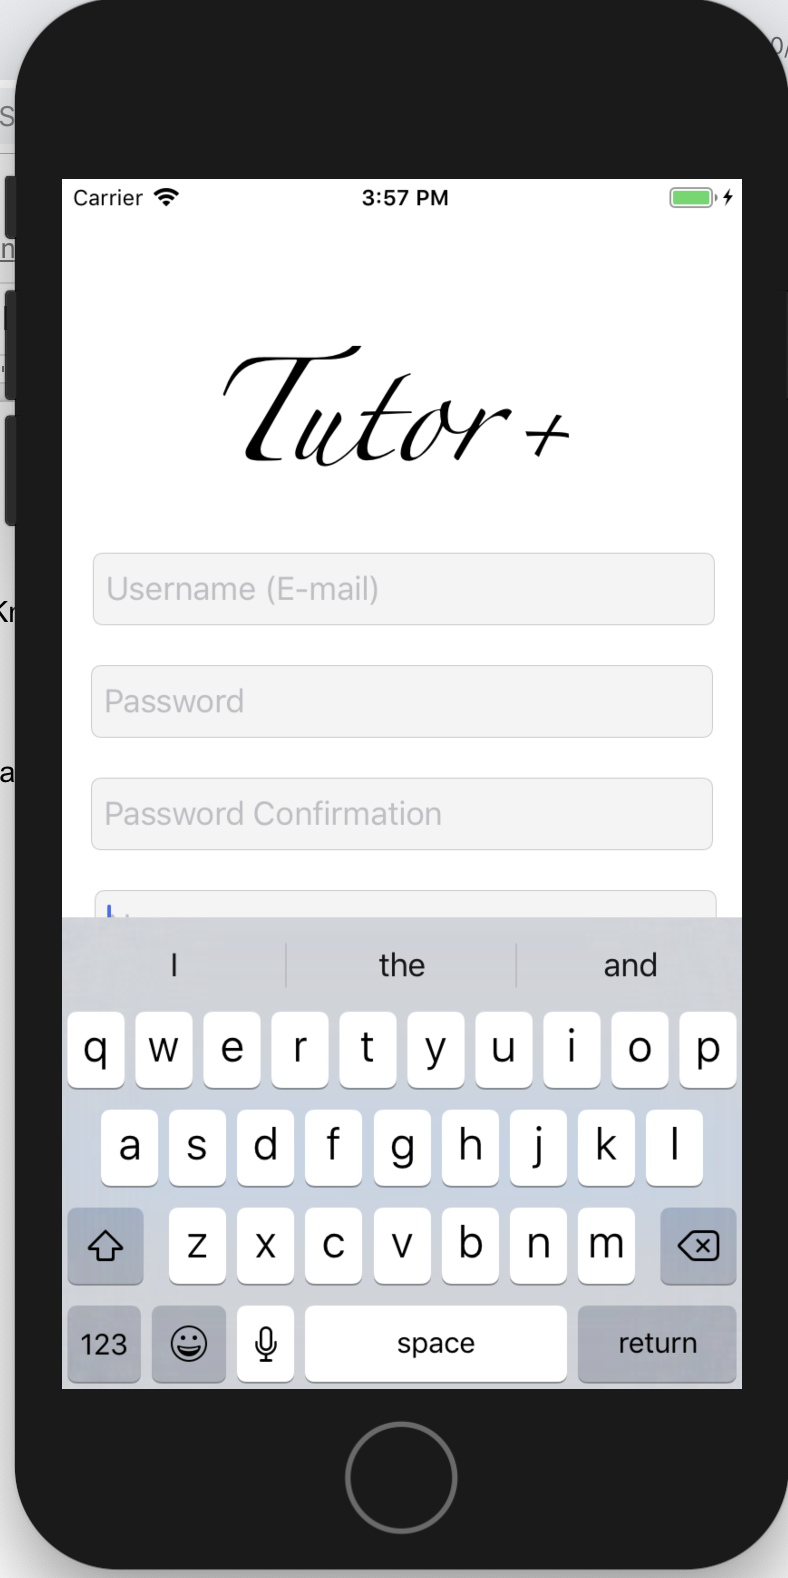 Carrier 3:57 PM
Tutor+
Username (E-mail)
Password
Password Confirmation
I the and
q w e r t y u i o p
a s d f g h j k l
z x c v b n m
123 space return